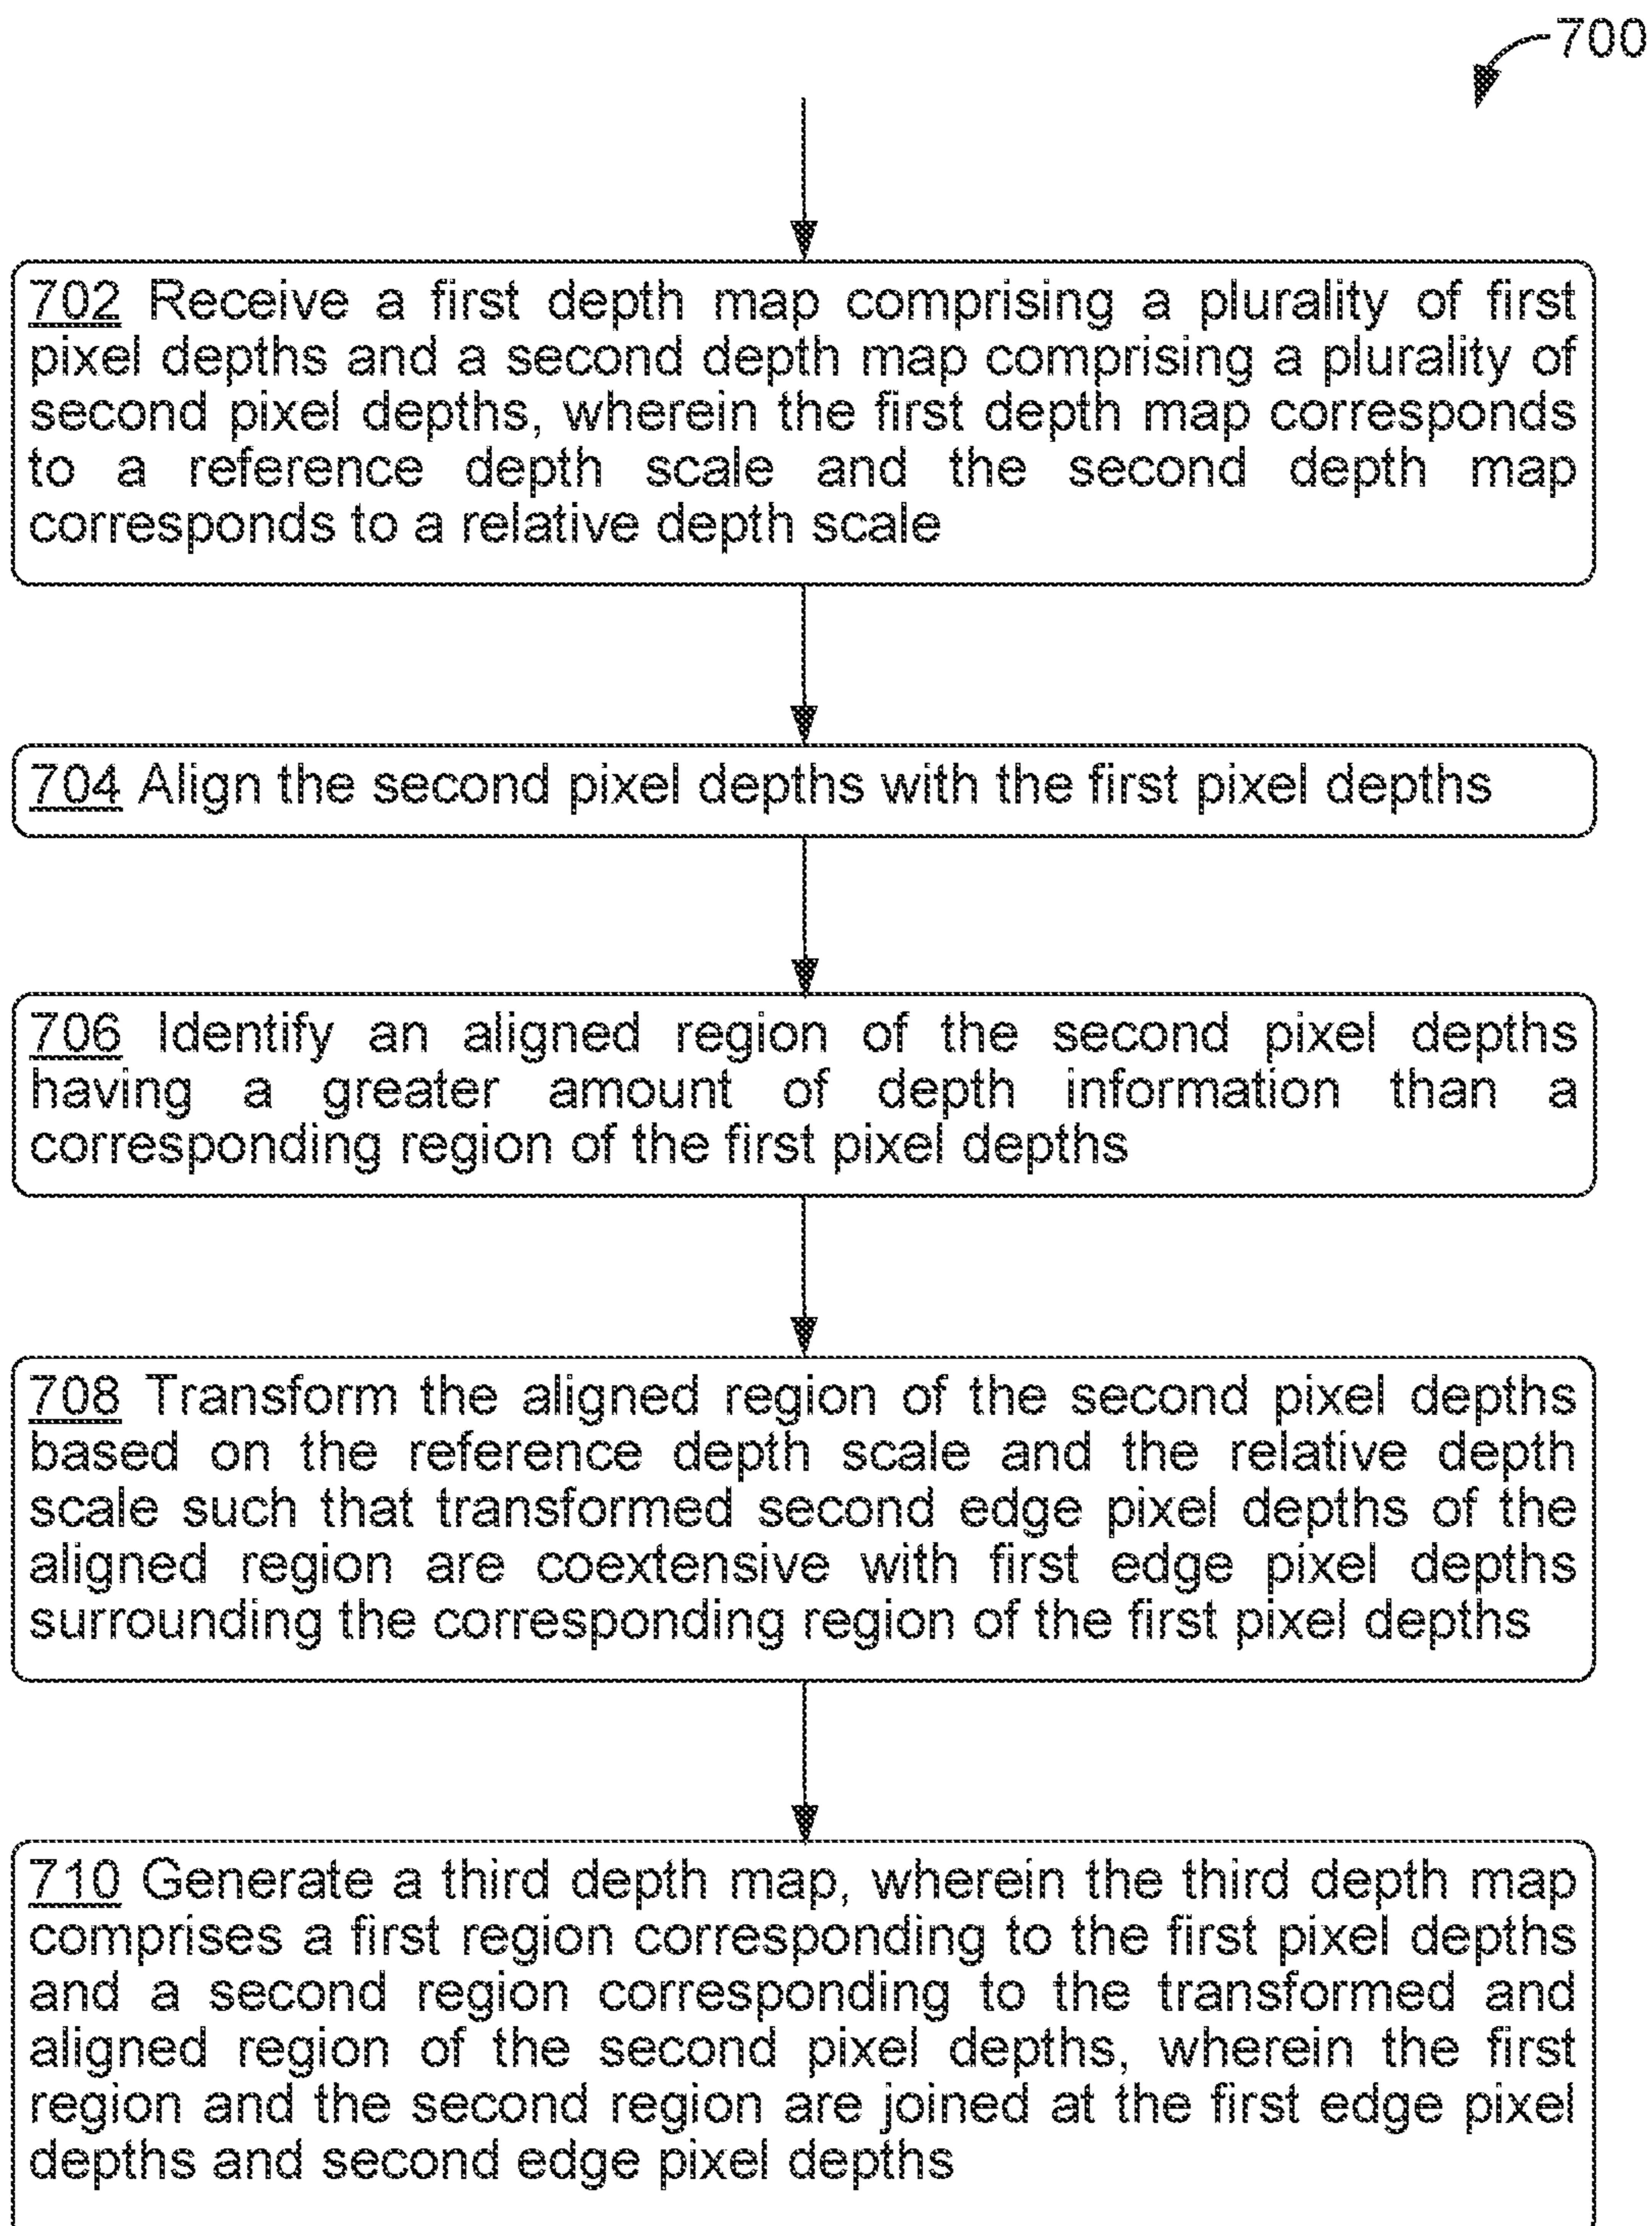 700
702 Receive a first depth map comprising a plurality of first
pixel depths and a second depth map comprising a plurality of
second pixel depths, wherein the first depth map corresponds
to a reference depth scale and the second depth map
corresponds to a relative depth scale
704 Align the second pixel depths with the first pixel depths
706 Identify an aligned region of the second pixel depths
having a greater amount of depth information than a
corresponding region of the first pixel depths
708 Transform the aligned region of the second pixel depths
based on the reference depth scale and the relative depth
scale such that transformed second edge pixel depths of the
aligned region are coextensive with first edge pixel depths
surrounding the corresponding region of the first pixel depths
710 Generate a third depth map, wherein the third depth map
comprises a first region corresponding to the first pixel depths
and a second region corresponding to the transformed and
aligned region of the second pixel depths, wherein the first
region and the second region are joined at the first edge pixel
depths and second edge pixel depths